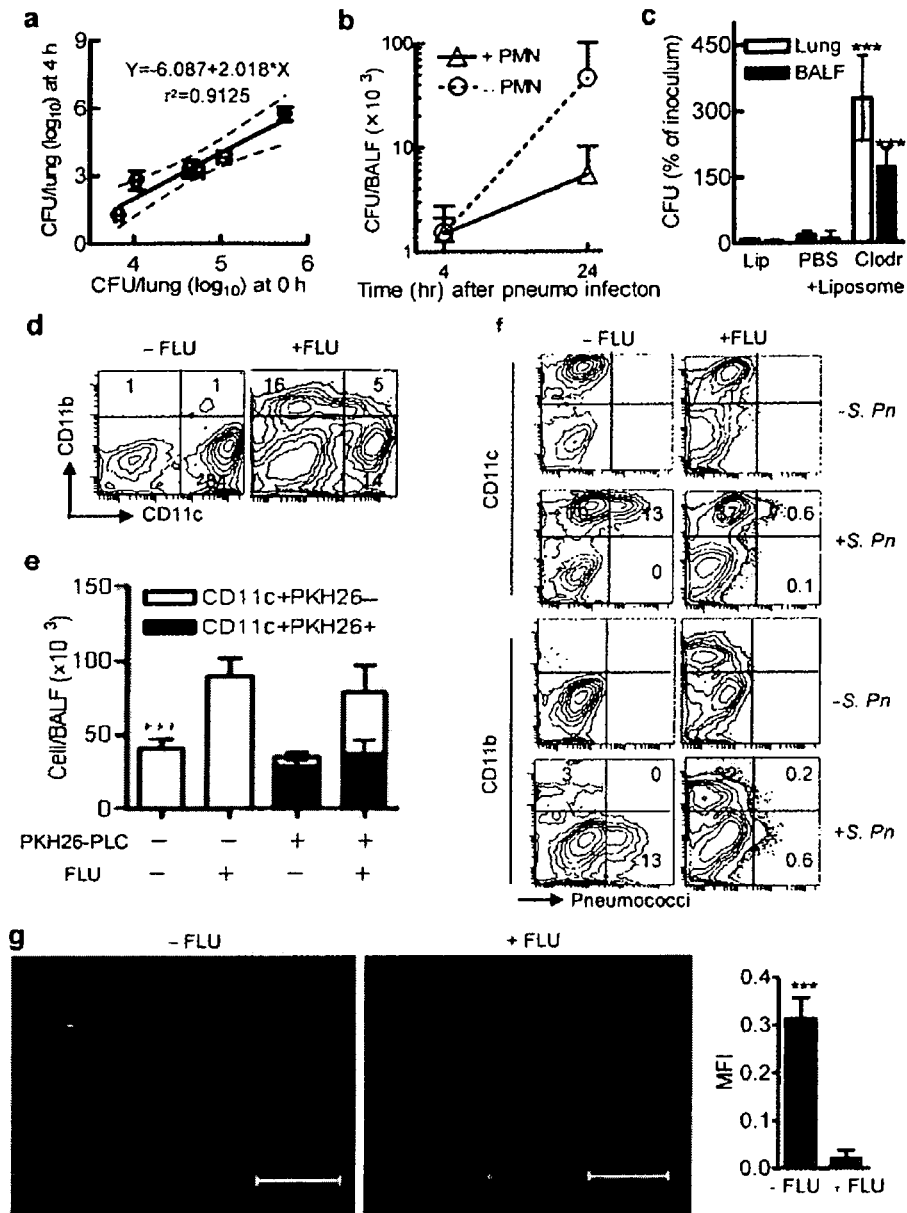 a
Y=-6.087+2.018*X
r²=0.9125
CFU/lung (log10) at 4 h
9
6
3
0
4
5
6
CFU/lung (log10) at 0 h
b
+ PMN
-- PMN
CFU/BALF (×10 3)
100
10
1
4
24
Time (hr) after pneumo infecton
c
Lung
BALF
***
***
CFU (% of inoculum)
450
300
150
0
Lip
PBS
Clodr
+Liposome
d
– FLU
+FLU
1
1
16
5
14
CD11b
CD11c
e
CD11c+PKH26–
CD11c+PKH26+
***
Cell/BALF (×10 3)
150
100
50
0
PKH26-PLC – – + +
FLU – + – +
f
– FLU
+FLU
CD11c
-S. Pn
13
0.6
0
0.1
+S. Pn
CD11b
-S. Pn
3
0
0.2
13
0.6
+S. Pn
Pneumococci
g
– FLU
+ FLU
MFI
0.4
0.3
0.2
0.1
0.0
***
- FLU
+ FLU